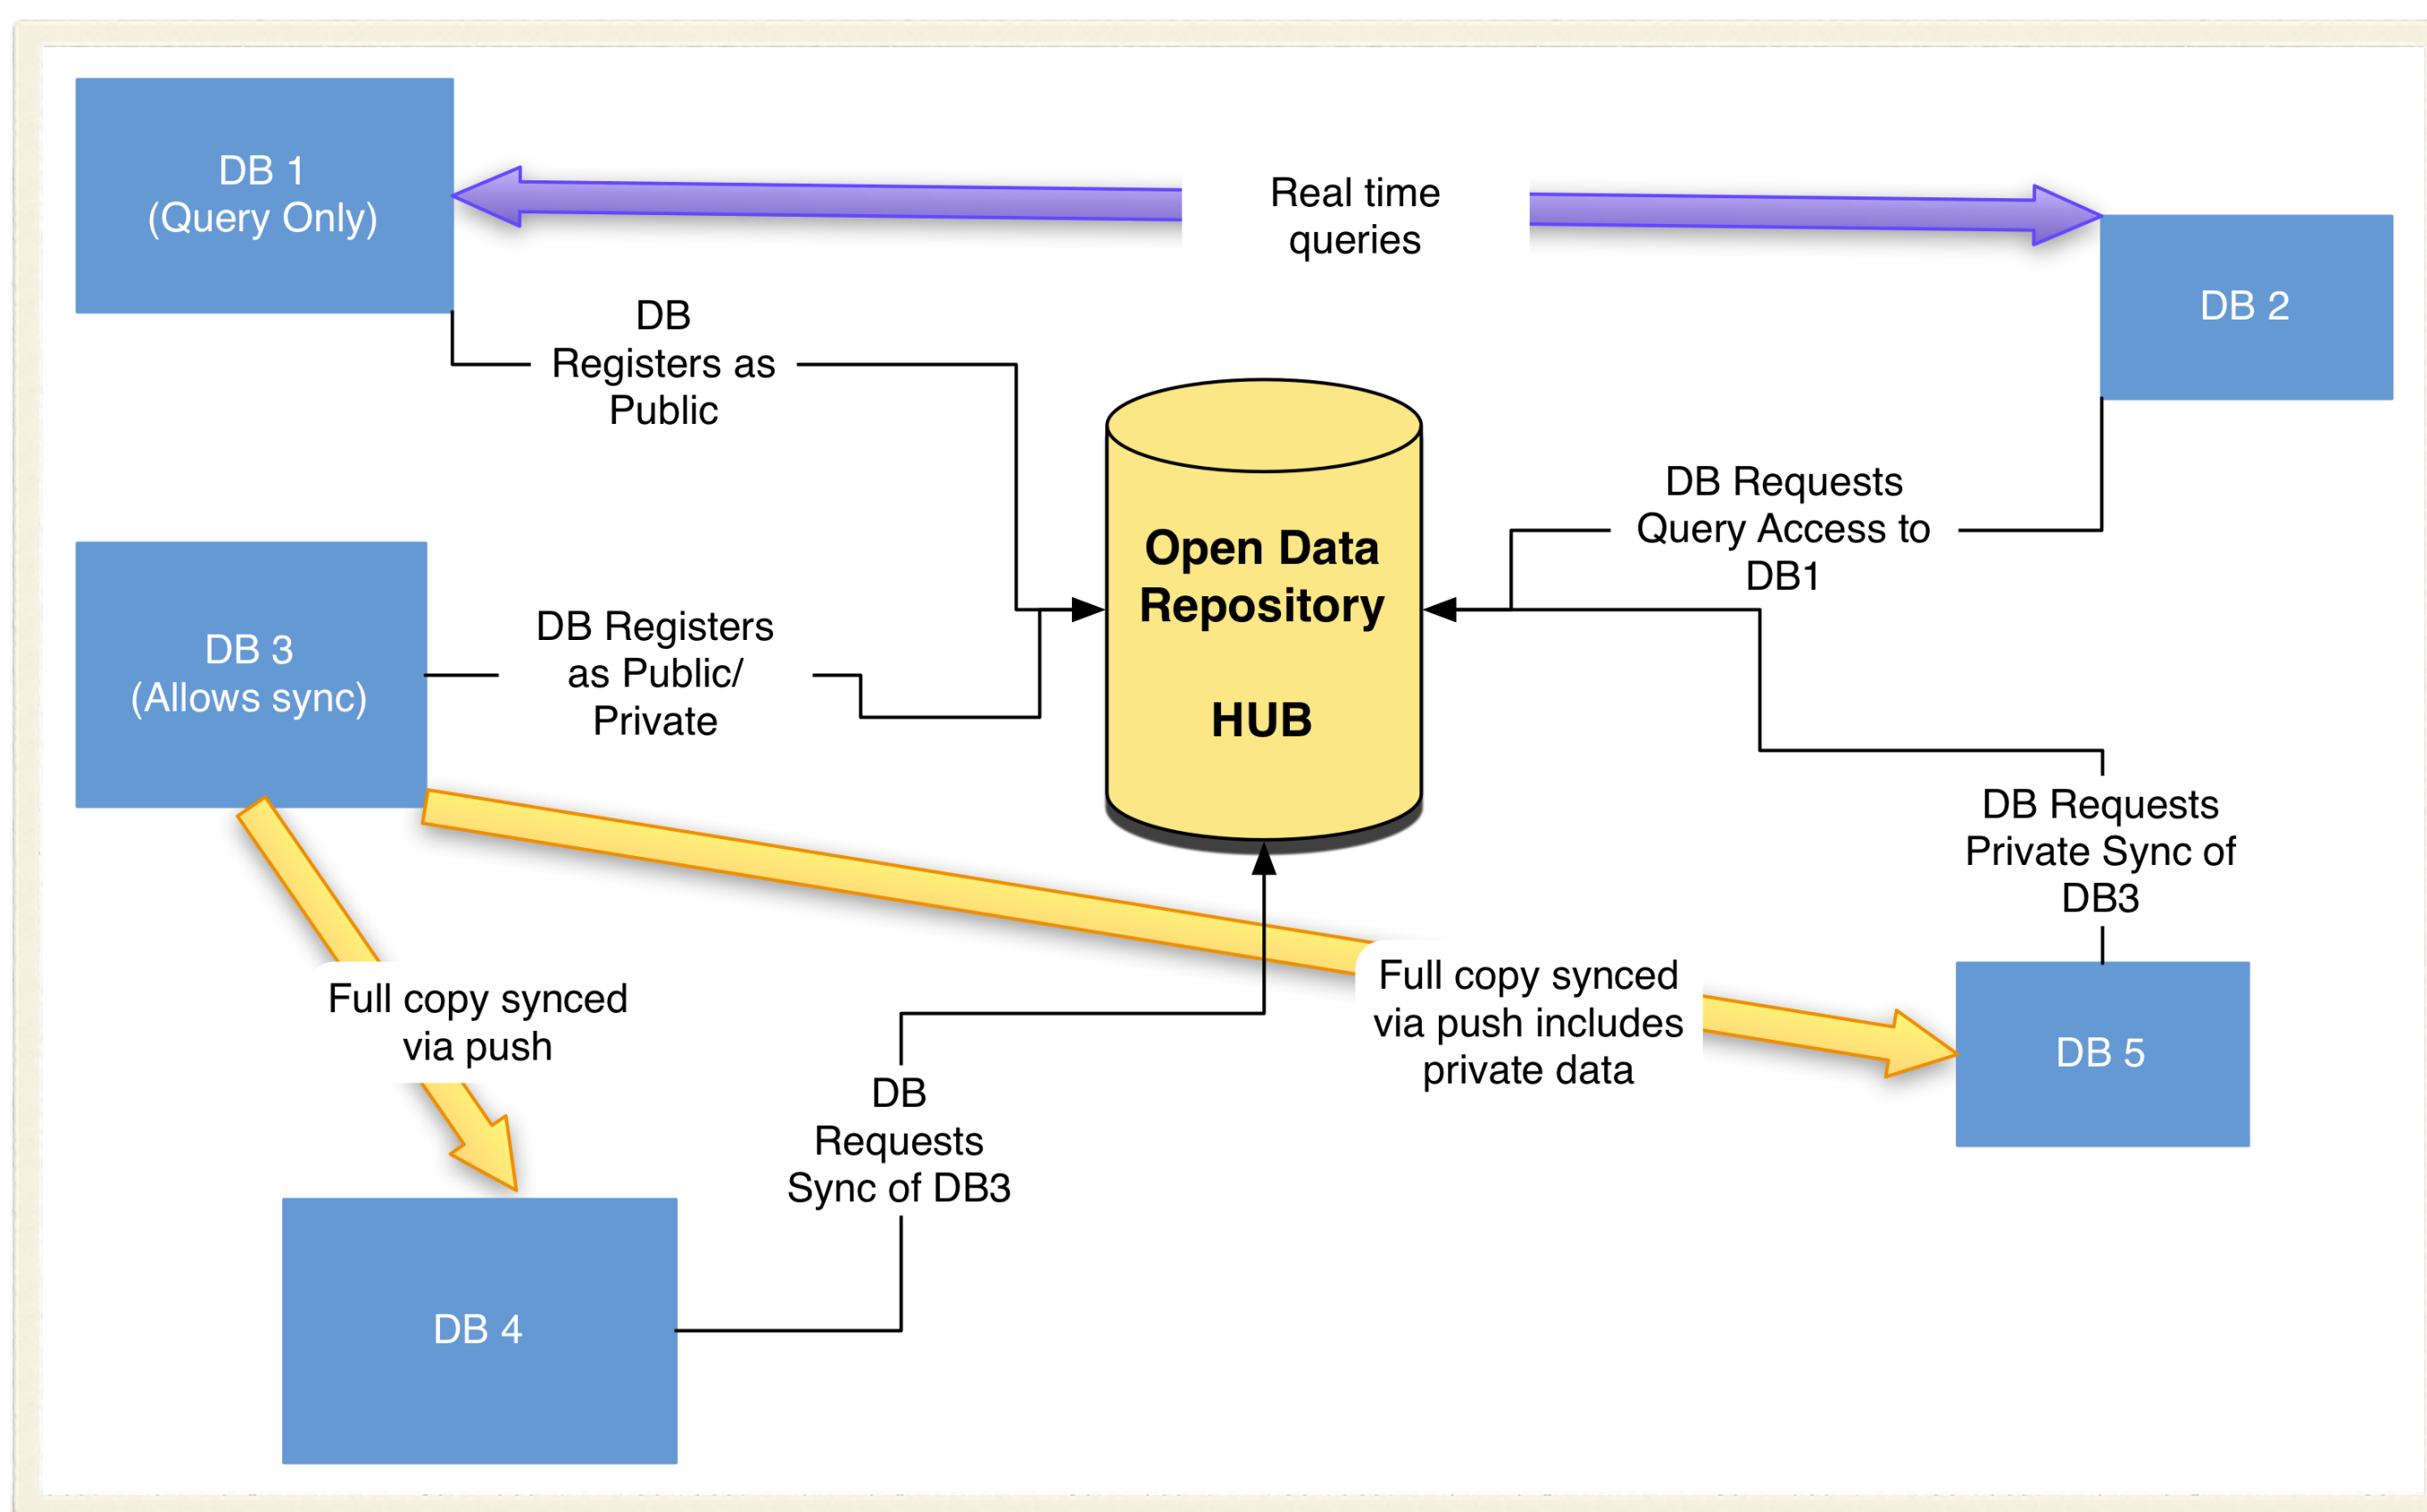 DB 1
(Query Only)
Real time
queries
DB 2
DB
Registers as
Public
DB Requests
Query Access to
DB1
Open Data
Repository
HUB
DB 3
(Allows sync)
DB Registers
as Public/
Private
DB Requests
Private Sync of
DB3
Full copy synced
via push
Full copy synced
via push includes
private data
DB 5
DB
Requests
Sync of DB3
DB 4